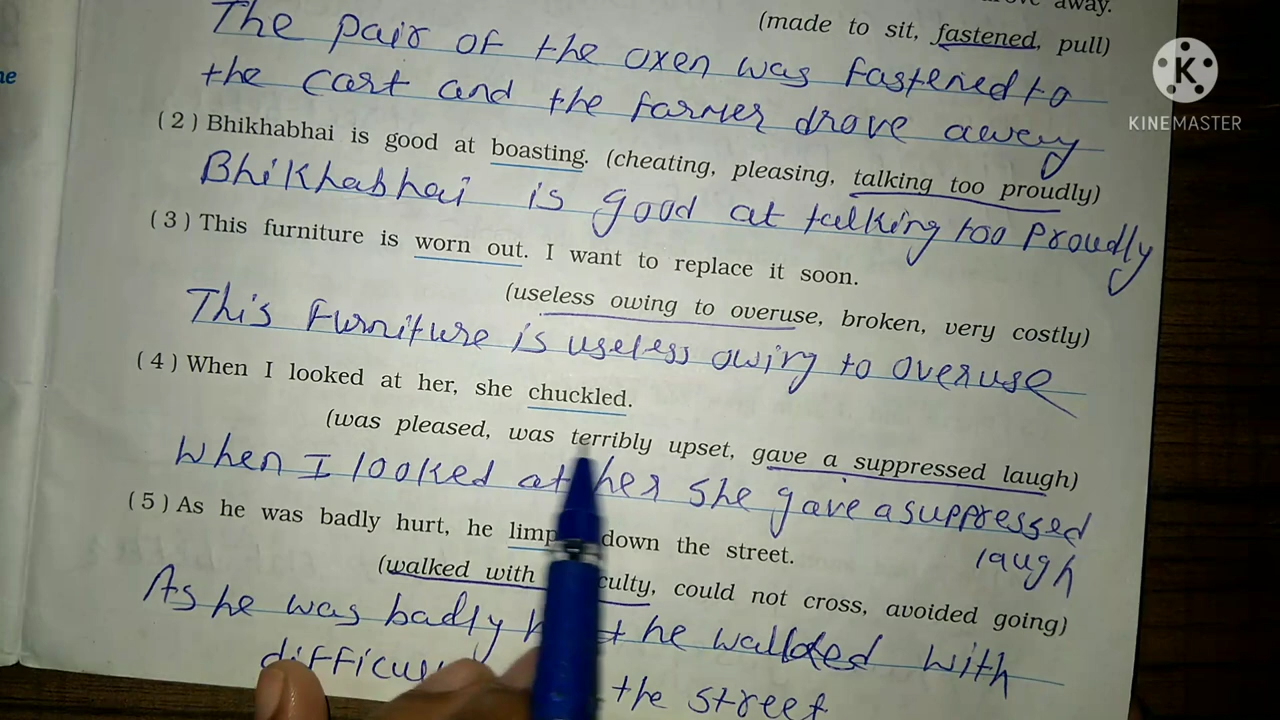 away.
(made to sit, fastened, pull)
The pair of the oxen was fastened to
the cart and the farmer drove away
KINEMASTER
(2) Bhikhabhai is good at boasting. (cheating, pleasing, talking too proudly)
Bhikhabhai is good at talking too proudly
(3) This furniture is worn out. I want to replace it soon.
(useless owing to overuse, broken, very costly)
This furniture is useless owing to overuse
(4) When I looked at her, she chuckled.
(was pleased, was terribly upset, gave a suppressed laugh)
when I looked at her she gave a suppressed
laugh
(5) As he was badly hurt, he down the street.
(walked with could not cross, avoided going)
As he was badly he walked with
the street